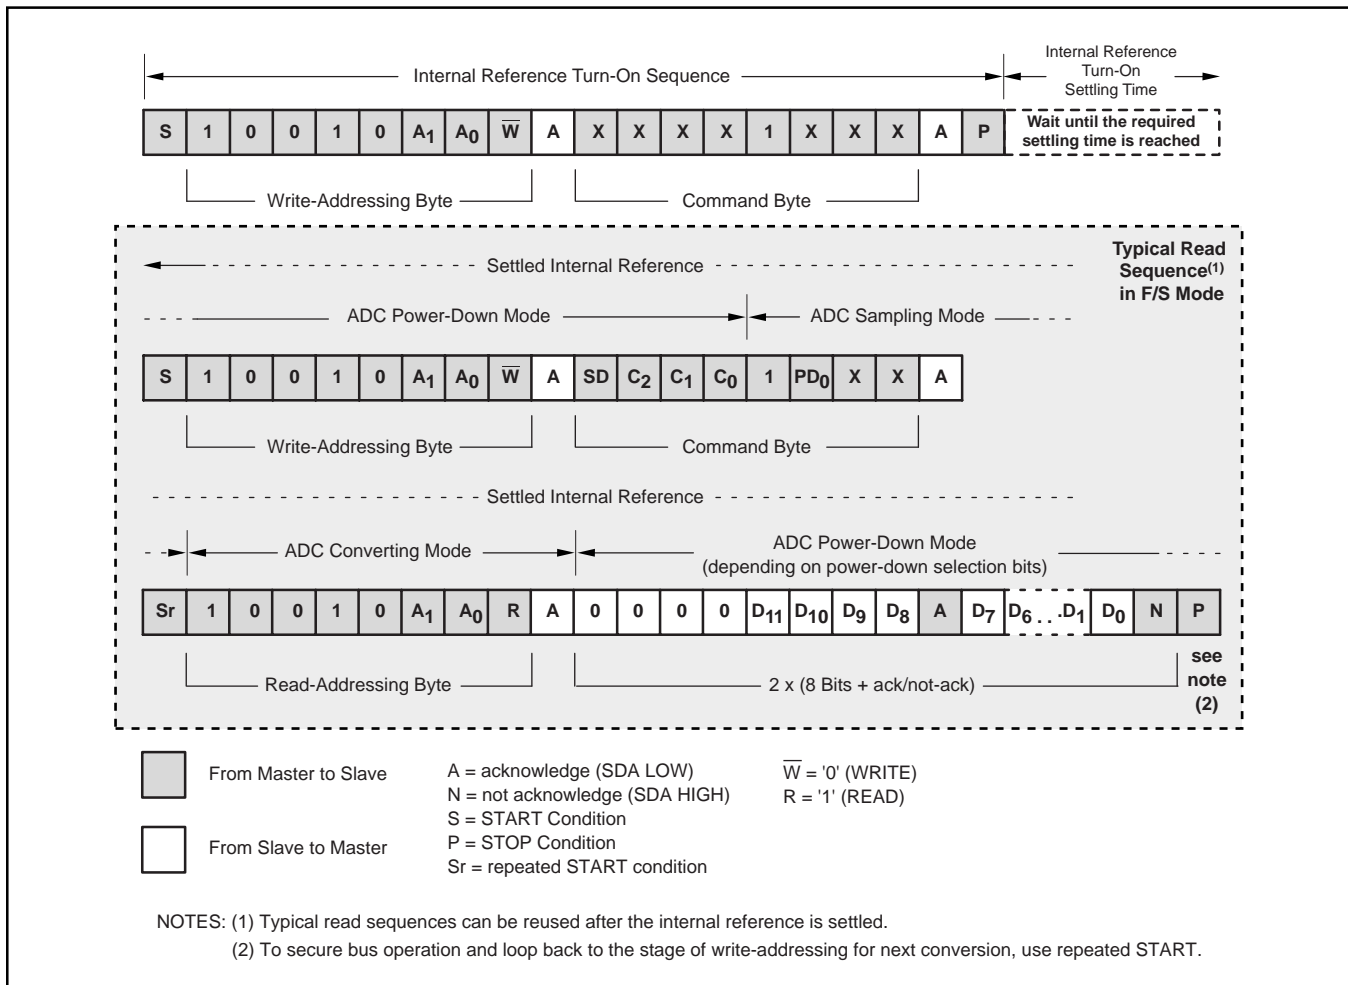 Internal Reference Turn-On Sequence
Internal Reference
Turn-On
Settling Time
S 1 0 0 1 0 A1 A0 W̅ A X X X X 1 X X X A P
Wait until the required
settling time is reached
Write-Addressing Byte Command Byte
Typical Read
Sequence(1)
in F/S Mode
Settled Internal Reference
ADC Power-Down Mode ADC Sampling Mode
S 1 0 0 1 0 A1 A0 W̅ A SD C2 C1 C0 1 PD0 X X A
Write-Addressing Byte Command Byte
Settled Internal Reference
ADC Converting Mode
ADC Power-Down Mode
(depending on power-down selection bits)
Sr 1 0 0 1 0 A1 A0 R A 0 0 0 0 D11 D10 D9 D8 A D7 D6 . . .D1 D0 N P
Read-Addressing Byte 2 x (8 Bits + ack/not-ack)
see
note
(2)
From Master to Slave
From Slave to Master
A = acknowledge (SDA LOW)
N = not acknowledge (SDA HIGH)
S = START Condition
P = STOP Condition
Sr = repeated START condition
W̅ = '0' (WRITE)
R = '1' (READ)
NOTES: (1) Typical read sequences can be reused after the internal reference is settled.
(2) To secure bus operation and loop back to the stage of write-addressing for next conversion, use repeated START.